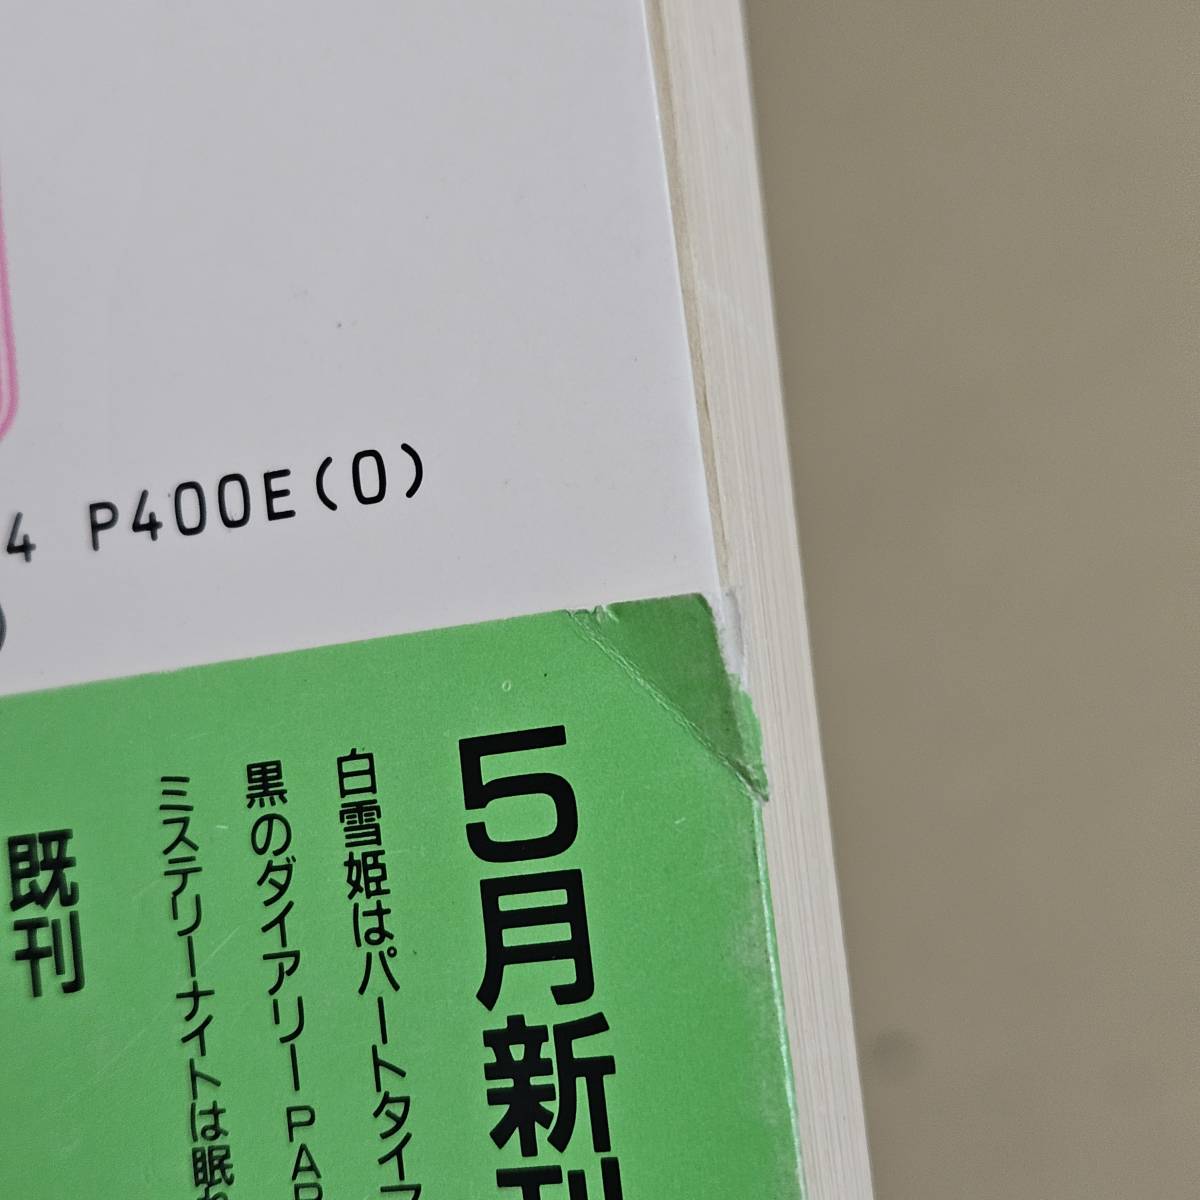 4 P400E(0)
5月新刊
白雪姫はパートタイ
黒のダイアリーPA
ミステリーナイトは眠
既刊